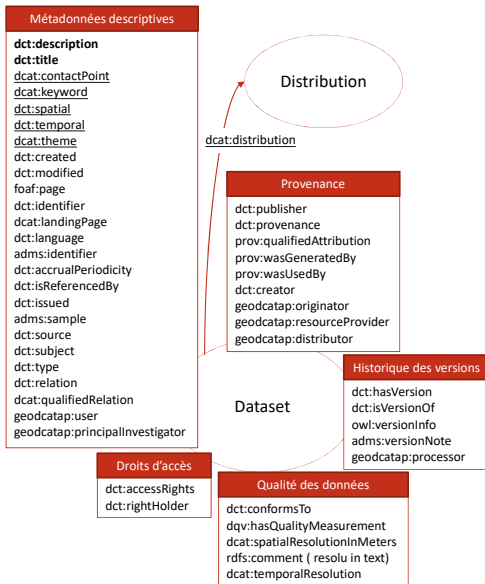 Métadonnées descriptives
dct:description
dct:title
dcat:contactPoint
dcat:keyword
dct:spatial
dct:temporal
dcat:theme
dct:created
dct:modified
foaf:page
dct:identifier
dcat:landingPage
dct:language
adms:identifier
dct:accrualPeriodicity
dct:isReferencedBy
dct:issued
adms:sample
dct:source
dct:subject
dct:type
dct:relation
dcat:qualifiedRelation
geodcatap:user
geodcatap:principalInvestigator
Distribution
dcat:distribution
Provenance
dct:publisher
dct:provenance
prov:qualifiedAttribution
prov:wasGeneratedBy
prov:wasUsedBy
dct:creator
geodcatap:originator
geodcatap:resourceProvider
geodcatap:distributor
Dataset
Historique des versions
dct:hasVersion
dct:isVersionOf
owl:versionInfo
adms:versionNote
geodcatap:processor
Droits d'accès
dct:accessRights
dct:rightHolder
Qualité des données
dct:conformsTo
dqv:hasQualityMeasurement
dcat:spatialResolutionInMeters
rdfs:comment ( resolu in text)
dcat:temporalResolution